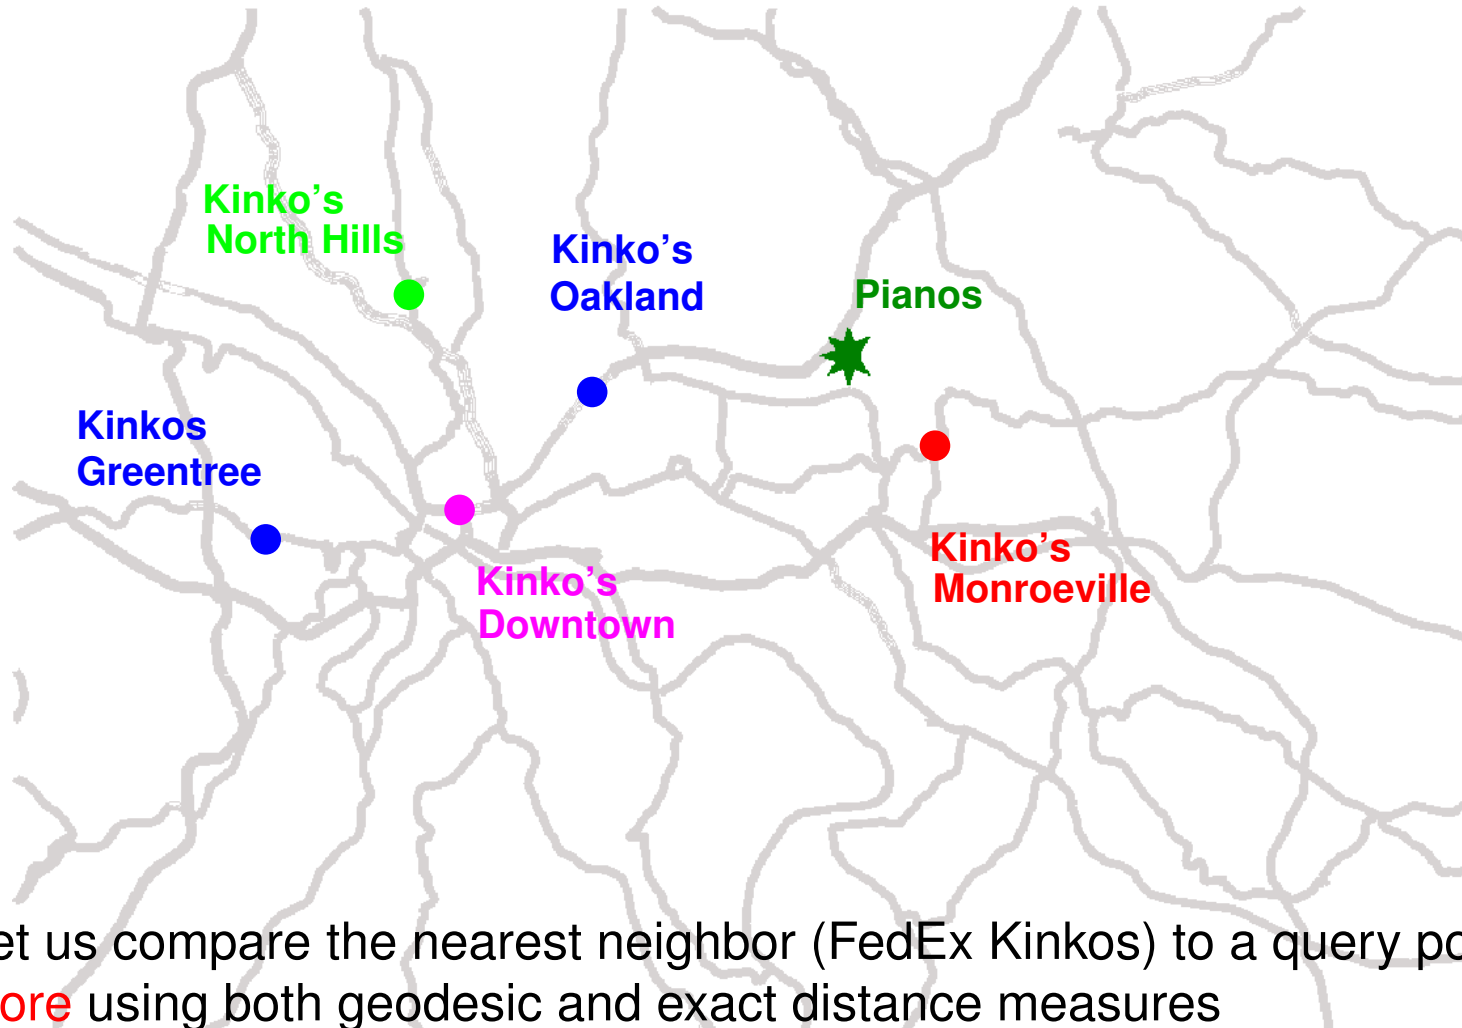 Kinko's
North Hills
Kinko's
Oakland
Pianos
Kinkos
Greentree
Kinko's
Downtown
Kinko's
Monroeville
et us compare the nearest neighbor (FedEx Kinkos) to a query po
ore using both geodesic and exact distance measures